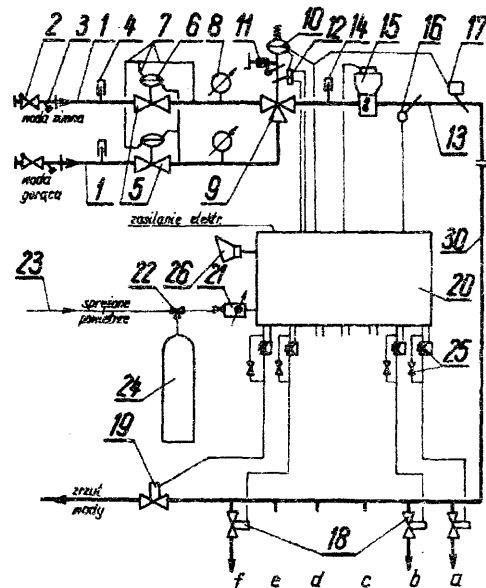 2 3 1 4 7 6 8 11 10 12 14 15 16 17
woda zimna
woda gorąca
1 5 9 13
zasilanie elektr.
30
26 21
23 22 20
sprężone powietrze
24 25
19
zrzut wody
18
f e d c b a